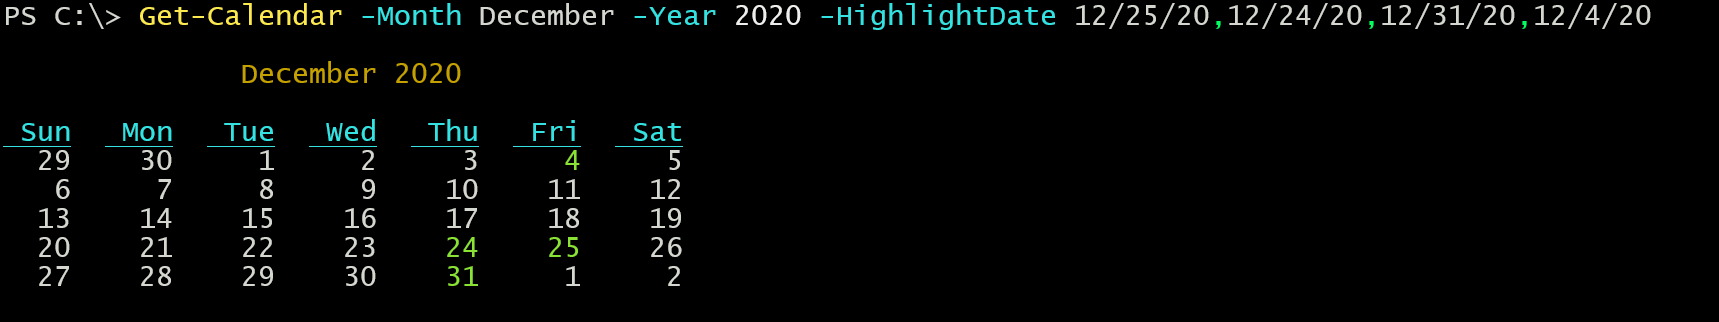 PS C:\> Get-Calendar -Month December -Year 2020 -HighlightDate 12/25/20,12/24/20,12/31/20,12/4/20
December 2020
Sun Mon Tue Wed Thu Fri Sat
29 30 1 2 3 4 5
6 7 8 9 10 11 12
13 14 15 16 17 18 19
20 21 22 23 24 25 26
27 28 29 30 31 1 2